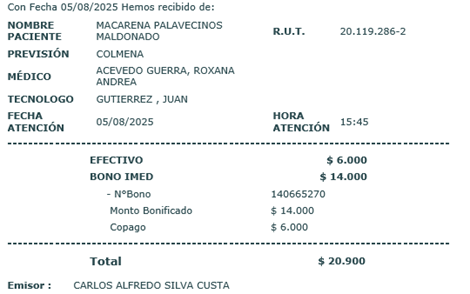 Con Fecha 05/08/2025 Hemos recibido de:
NOMBRE PACIENTE MACARENA PALAVECINOS MALDONADO R.U.T. 20.119.286-2
PREVISIÓN COLMENA
MÉDICO ACEVEDO GUERRA, ROXANA ANDREA
TECNOLOGO GUTIERREZ , JUAN
FECHA ATENCIÓN 05/08/2025 HORA ATENCIÓN 15:45
EFECTIVO $ 6.000
BONO IMED $ 14.000
- N°Bono 140665270
Monto Bonificado $ 14.000
Copago $ 6.000
Total $ 20.900
Emisor : CARLOS ALFREDO SILVA CUSTA